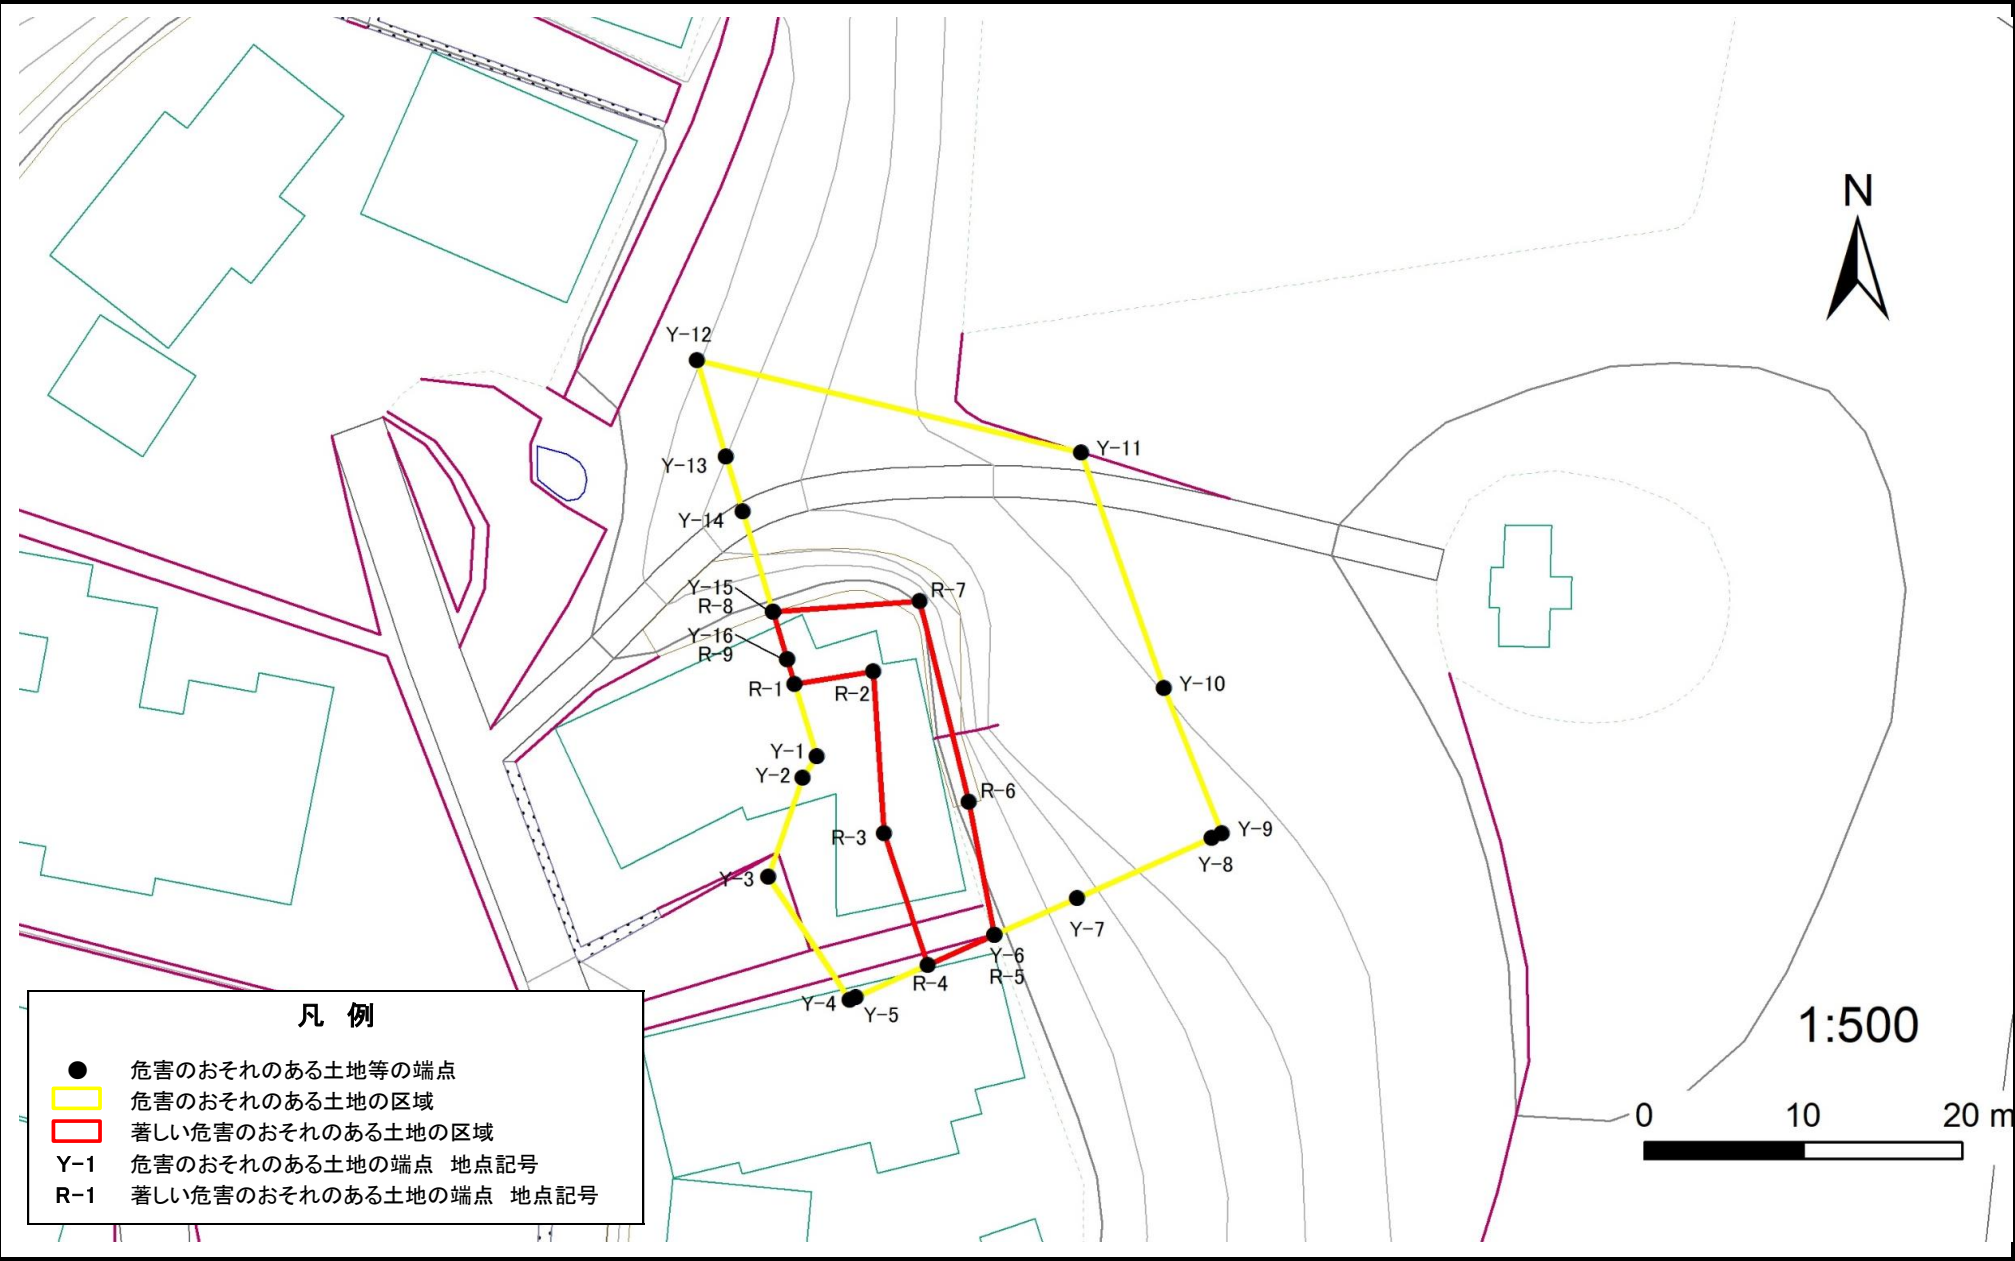 N
Y-12
Y-11
Y-13
Y-14
Y-15
R-8
R-7
Y-16
R-9
R-1
R-2
Y-10
Y-1
Y-2
R-6
R-3
Y-9
Y-8
Y-3
Y-7
Y-6
R-5
R-4
Y-4
Y-5
1:500
0 10 20 m
凡 例
危害のおそれのある土地等の端点
危害のおそれのある土地の区域
著しい危害のおそれのある土地の区域
Y-1 危害のおそれのある土地の端点 地点記号
R-1 著しい危害のおそれのある土地の端点 地点記号